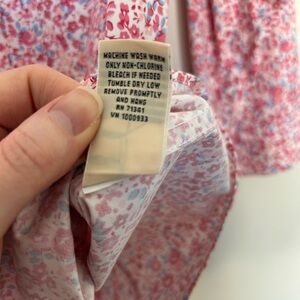 MACHINE WASH WARM
ONLY NON-CHLORINE
BLEACH IF NEEDED
TUMBLE DRY LOW
REMOVE PROMPTLY
AND HANG
RN 71341
VN 1000933